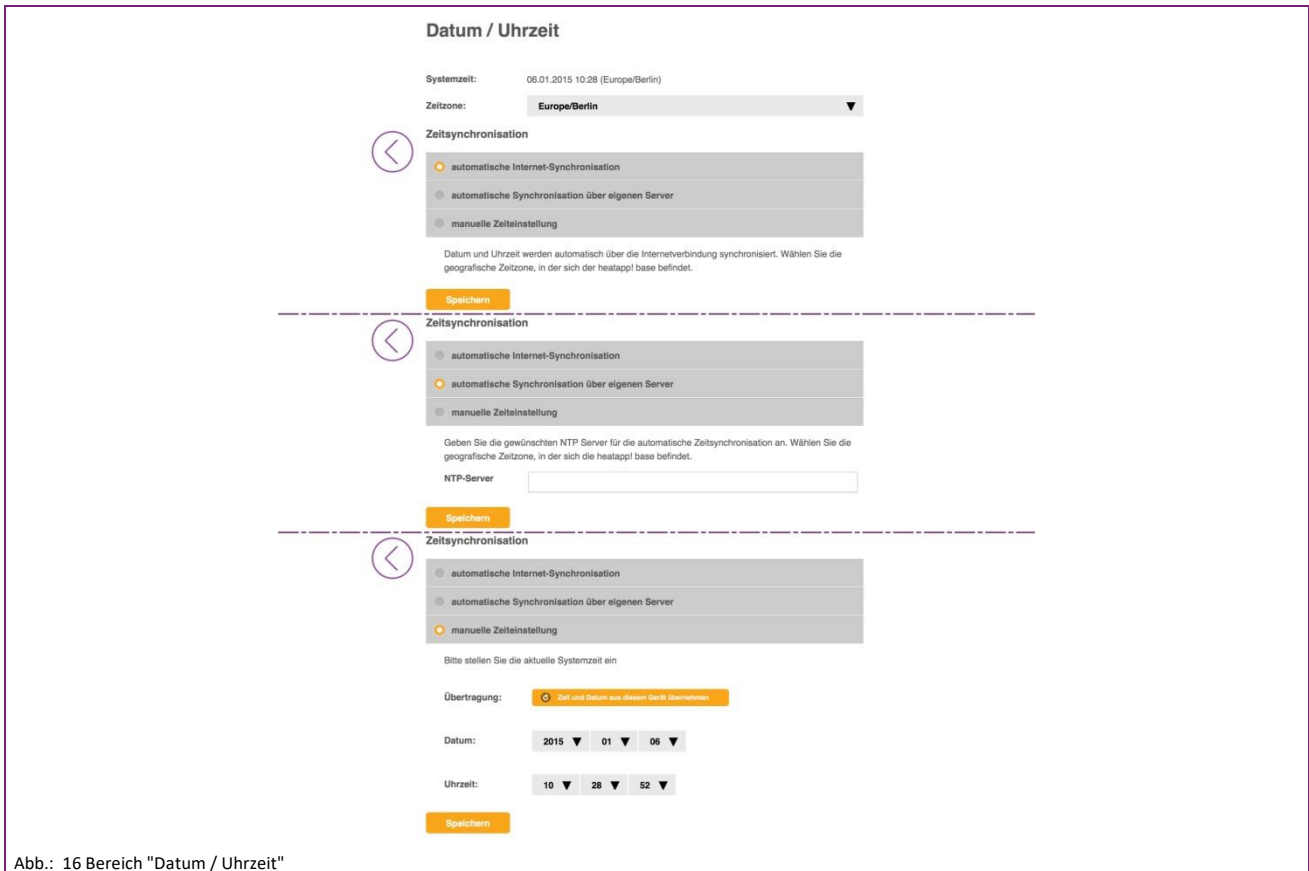 Datum / Uhrzeit
Systemzeit: 06.01.2015 10:28 (Europe/Berlin)
Zeitzone: Europe/Berlin
Zeitsynchronisation
automatische Internet-Synchronisation
automatische Synchronisation über eigenen Server
manuelle Zeiteinstellung
Datum und Uhrzeit werden automatisch über die Internetverbindung synchronisiert. Wählen Sie die
geografische Zeitzone, in der sich der heatapp! base befindet.
Speichern
Zeitsynchronisation
automatische Internet-Synchronisation
automatische Synchronisation über eigenen Server
manuelle Zeiteinstellung
Geben Sie die gewünschten NTP Server für die automatische Zeitsynchronisation an. Wählen Sie die
geografische Zeitzone, in der sich die heatapp! base befindet.
NTP-Server
Speichern
Zeitsynchronisation
automatische Internet-Synchronisation
automatische Synchronisation über eigenen Server
manuelle Zeiteinstellung
Bitte stellen Sie die aktuelle Systemzeit ein
Übertragung: Zeit und Datum aus diesem Gerät übernehmen
Datum: 2015 01 06
Uhrzeit: 10 28 52
Speichern
Abb.: 16 Bereich "Datum / Uhrzeit"